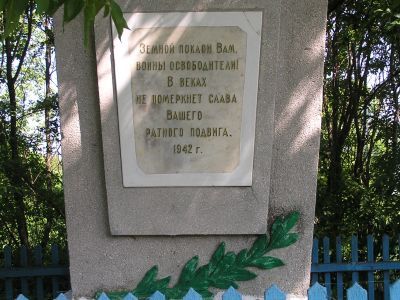 Земной поклон Вам,
воины освободители!
В веках
не померкнет слава
Вашего
ратного подвига.
1942 г.